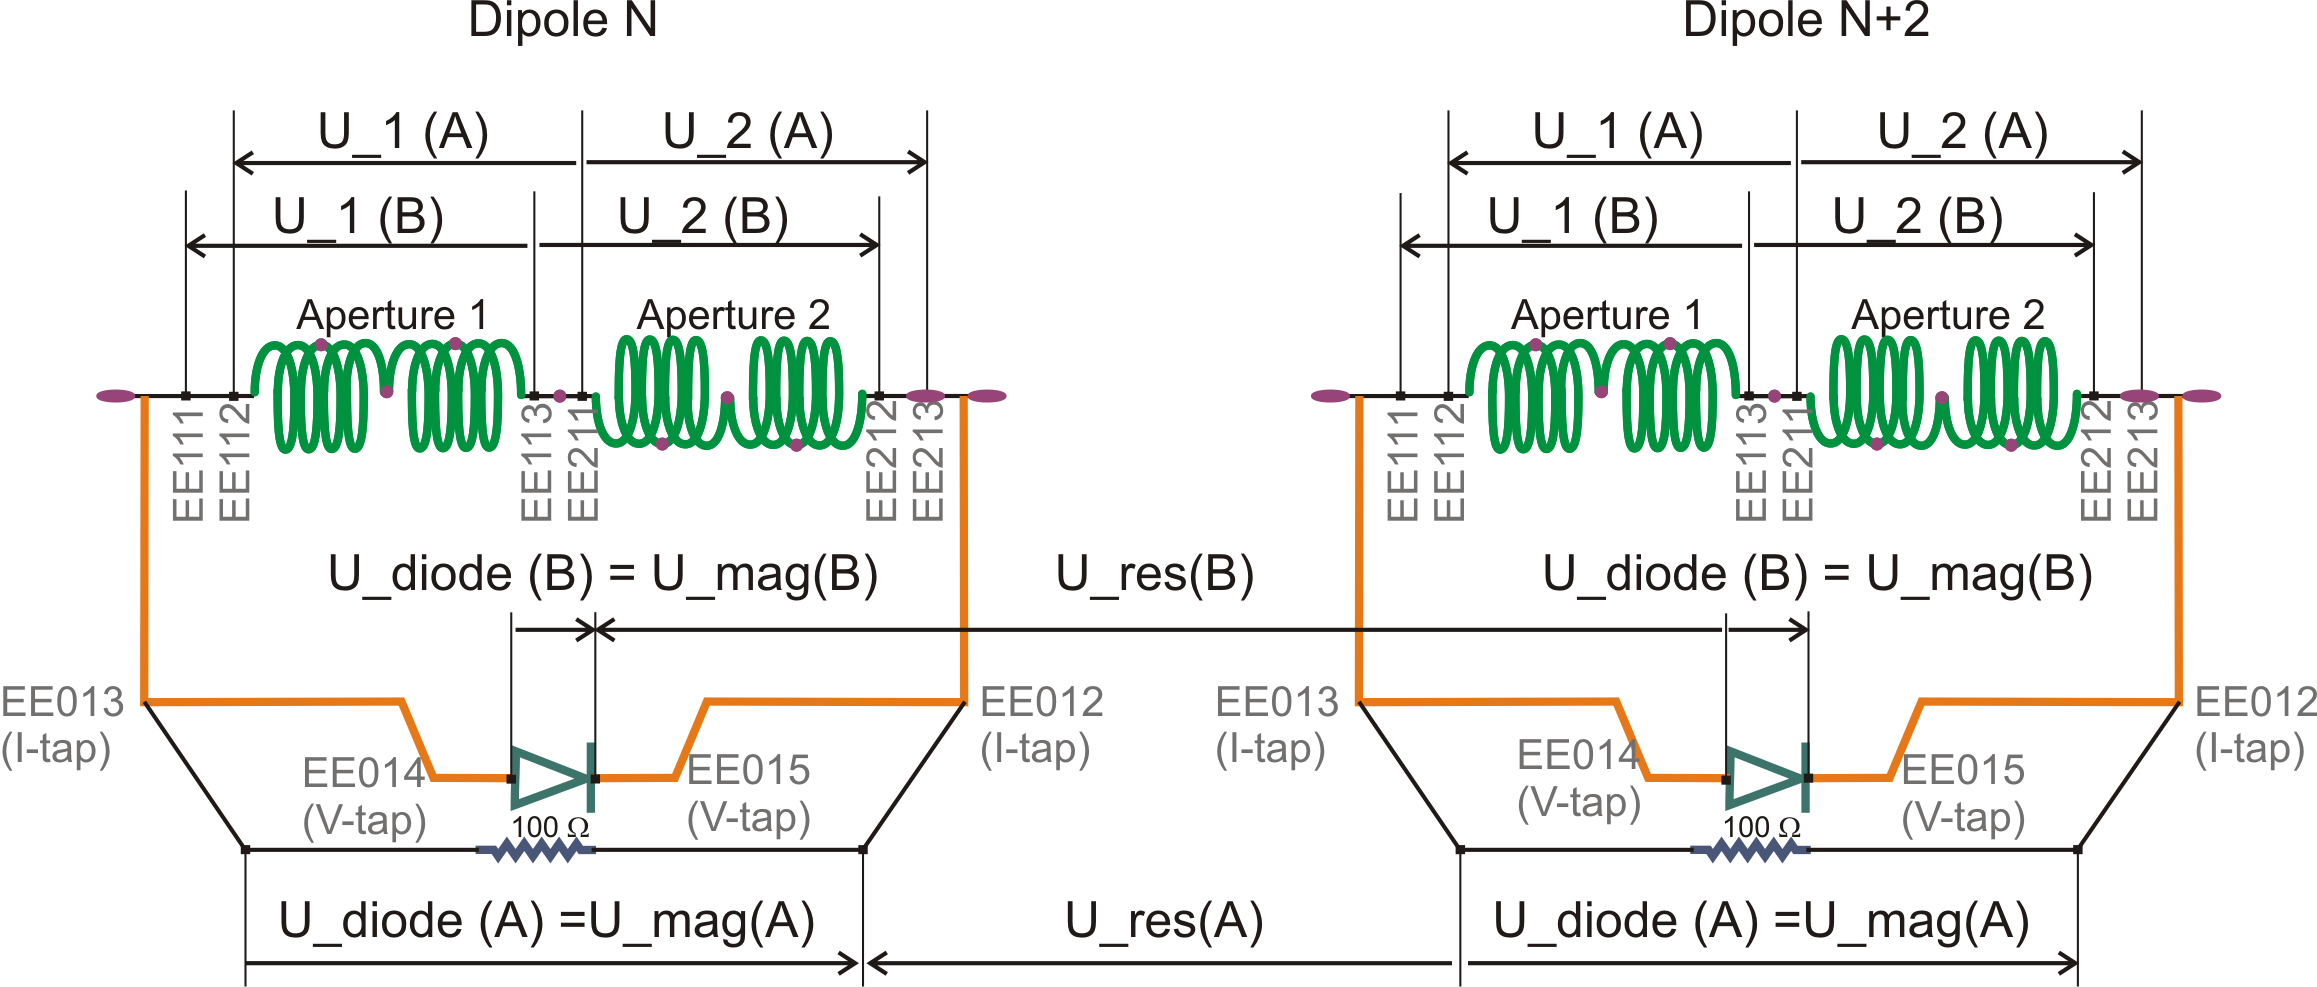 Dipole N
Dipole N+2
U_1 (A)
U_2 (A)
U_1 (A)
U_2 (A)
U_1 (B)
U_2 (B)
U_1 (B)
U_2 (B)
Aperture 1
Aperture 2
Aperture 1
Aperture 2
EE111
EE112
EE113
EE211
EE212
EE213
EE111
EE112
EE113
EE211
EE212
EE213
U_diode (B) = U_mag(B)
U_res(B)
U_diode (B) = U_mag(B)
EE013
(I-tap)
EE014
(V-tap)
EE015
(V-tap)
EE012
(I-tap)
EE013
(I-tap)
EE014
(V-tap)
EE015
(V-tap)
EE012
(I-tap)
100 Ω
100 Ω
U_diode (A) =U_mag(A)
U_res(A)
U_diode (A) =U_mag(A)